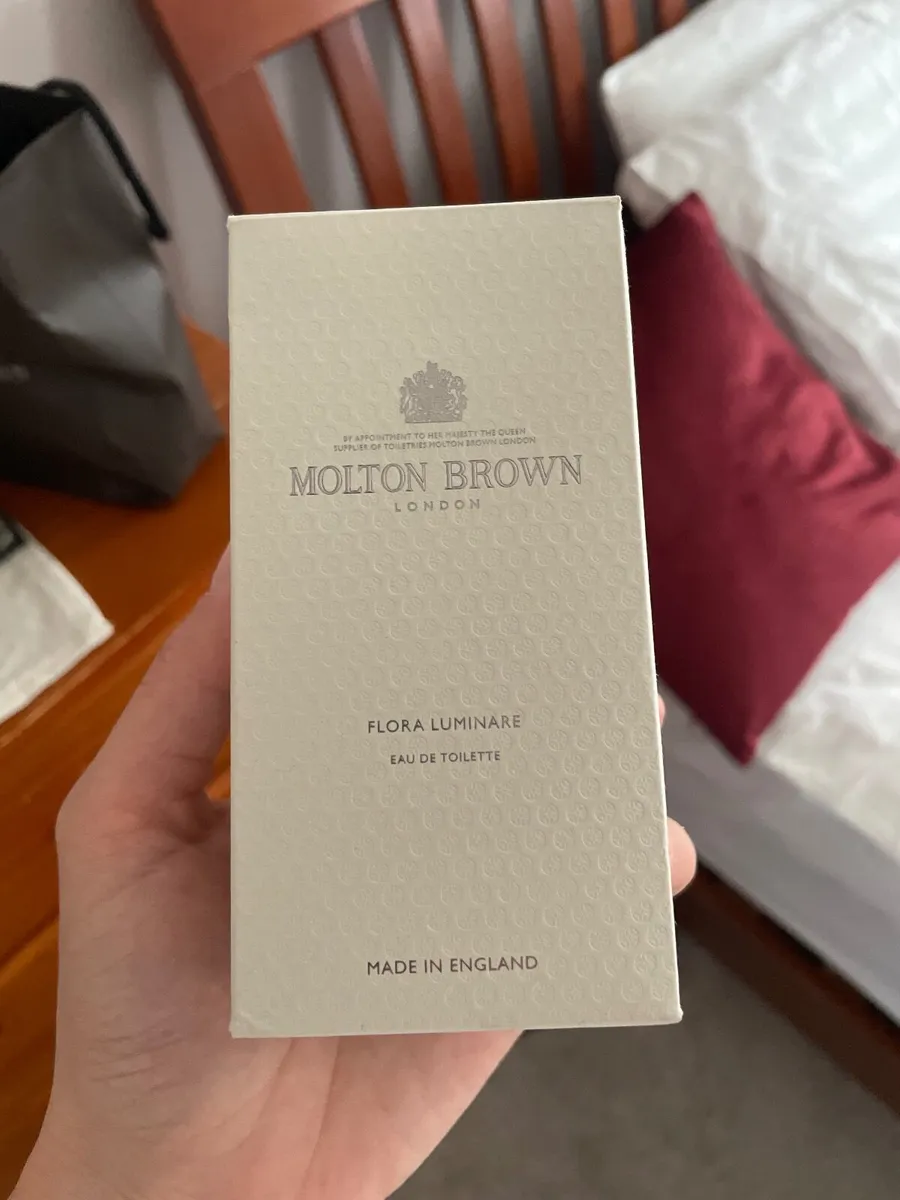 BY APPOINTMENT TO HER MAJESTY THE QUEEN
SUPPLIER OF TOILETRIES MOLTON BROWN LONDON
MOLTON BROWN
LONDON
FLORA LUMINARE
EAU DE TOILETTE
MADE IN ENGLAND